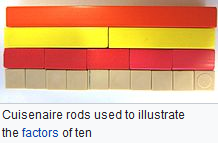 Cuisenaire rods used to illustrate
the factors of ten